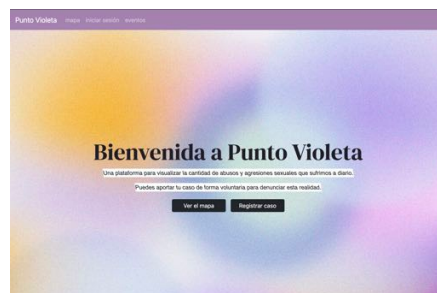 Punto Violeta mapa iniciar sesión eventos
Bienvenida a Punto Violeta
Una plataforma para visualizar la cantidad de abusos y agresiones sexuales que sufrimos a diario.
Puedes aportar tu caso de forma voluntaria para denunciar esta realidad.
Ver el mapa Registrar caso